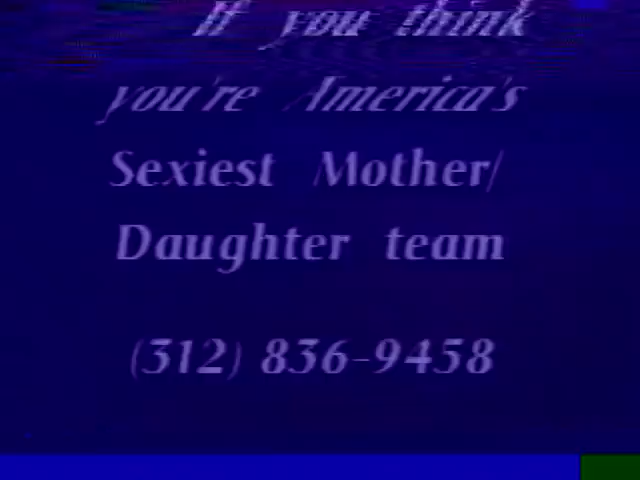 If you think
you're America's
Sexiest Mother/
Daughter team
(312) 836-9458